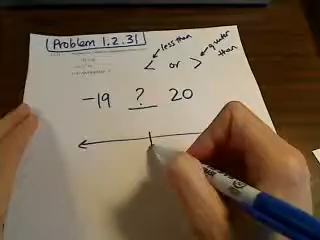 Problem 1.2.31
less than greater than
< or >
-19 ? 20